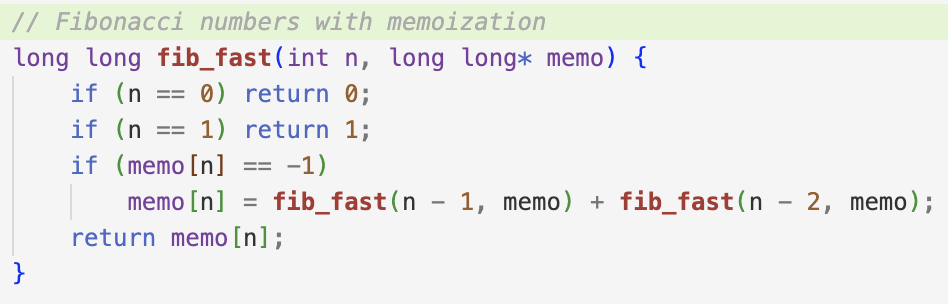 // Fibonacci numbers with memoization
long long fib_fast(int n, long long* memo) {
    if (n == 0) return 0;
    if (n == 1) return 1;
    if (memo[n] == -1)
        memo[n] = fib_fast(n - 1, memo) + fib_fast(n - 2, memo);
    return memo[n];
}